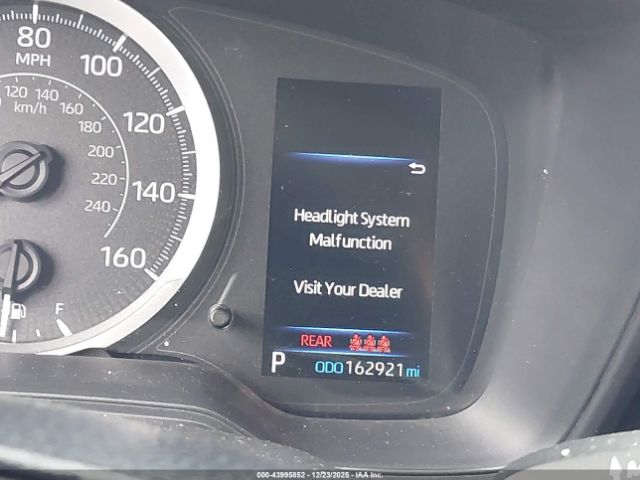 80
MPH
100
120
140
160
120 140 160
km/h
180
200
220
240
F
Headlight System
Malfunction
Visit Your Dealer
REAR
P ODO 162921 mi
000-43995852 - 12/23/2025 - IAA Inc.